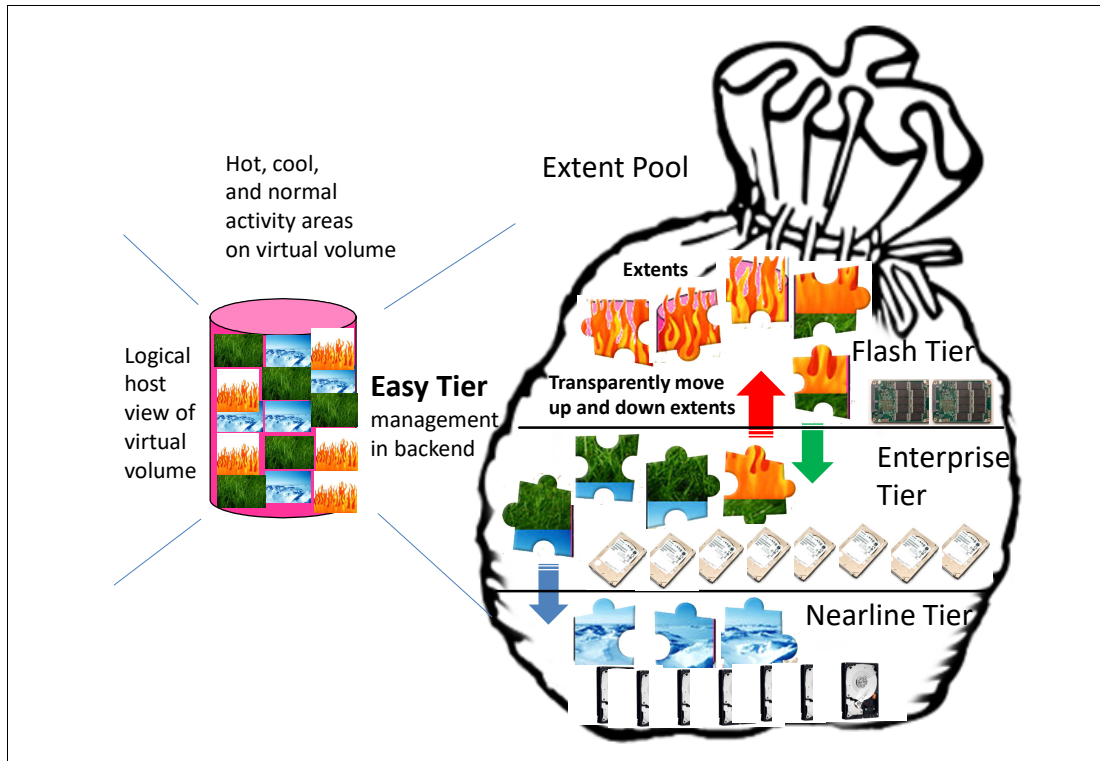 Hot, cool,
and normal
activity areas
on virtual volume
Extent Pool
Logical
host
view of
virtual
volume
Easy Tier
management
in backend
Extents
Transparently move
up and down extents
Flash Tier
Enterprise
Tier
Nearline Tier